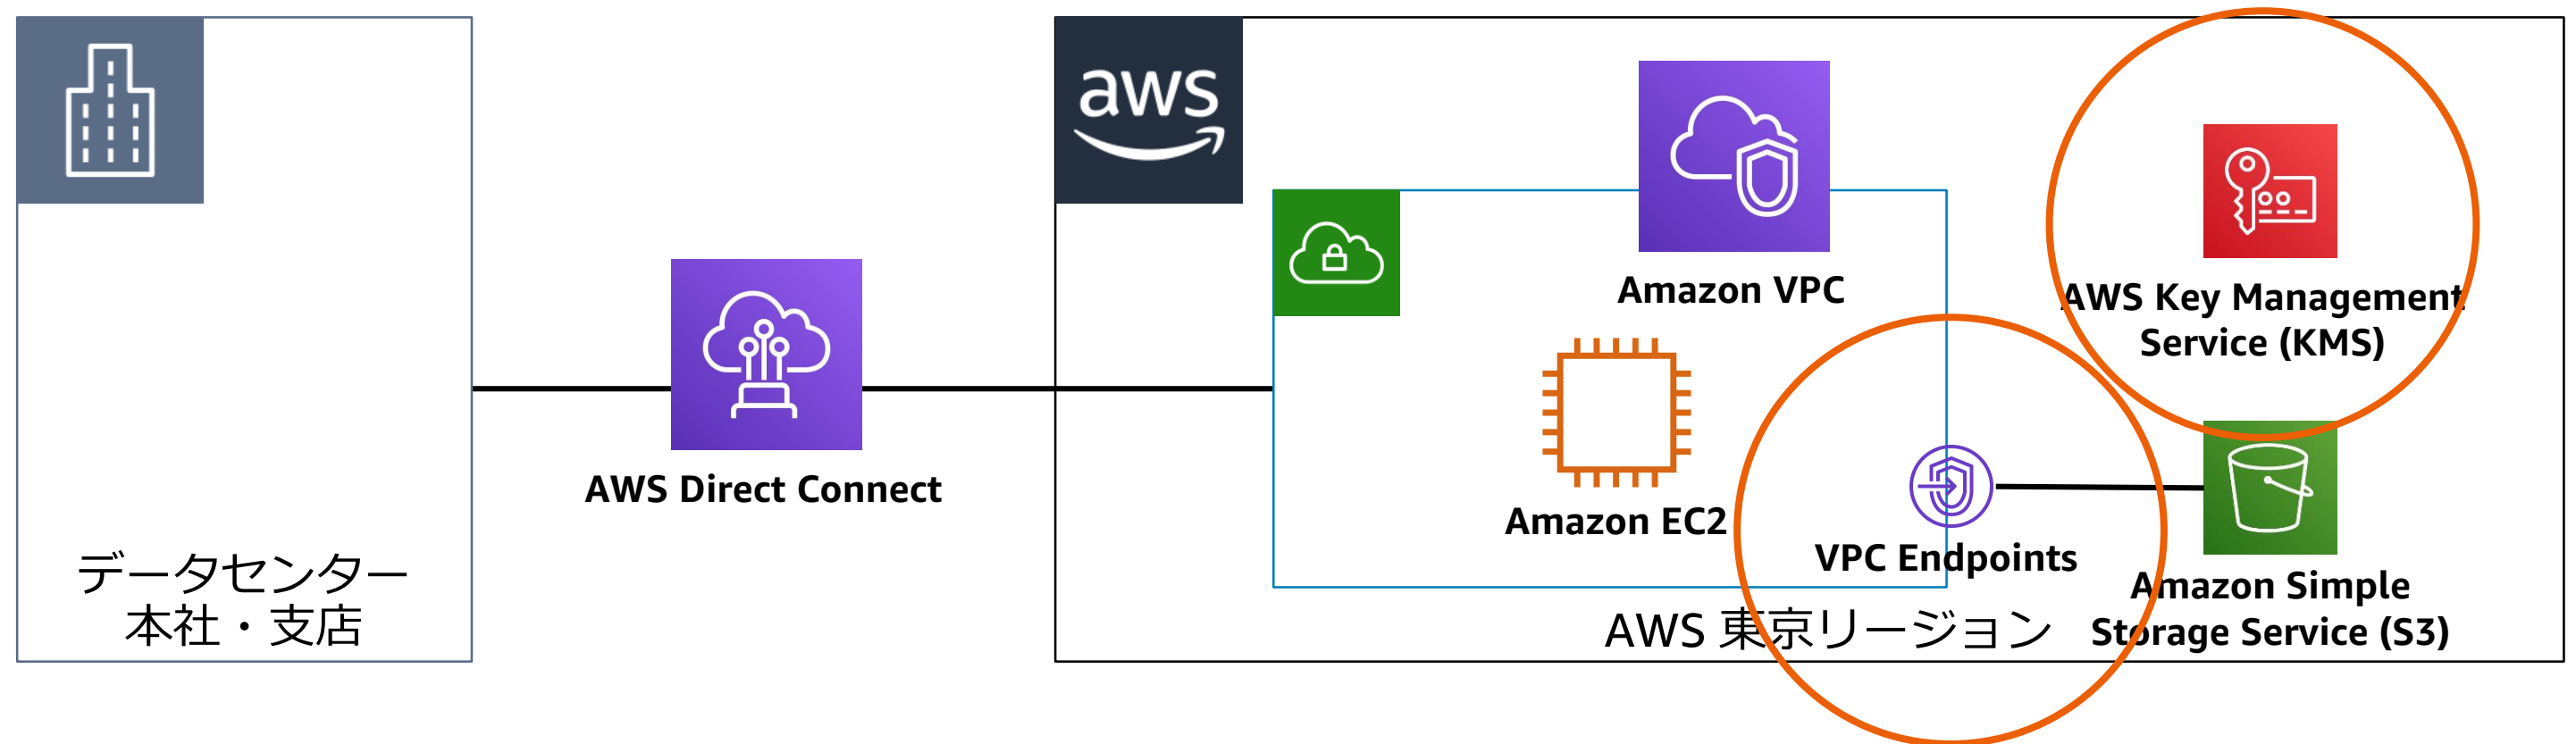 データセンター
本社・支店
AWS Direct Connect
aws
Amazon VPC
Amazon EC2
VPC Endpoints
AWS 東京リージョン
AWS Key Management
Service (KMS)
Amazon Simple
Storage Service (S3)